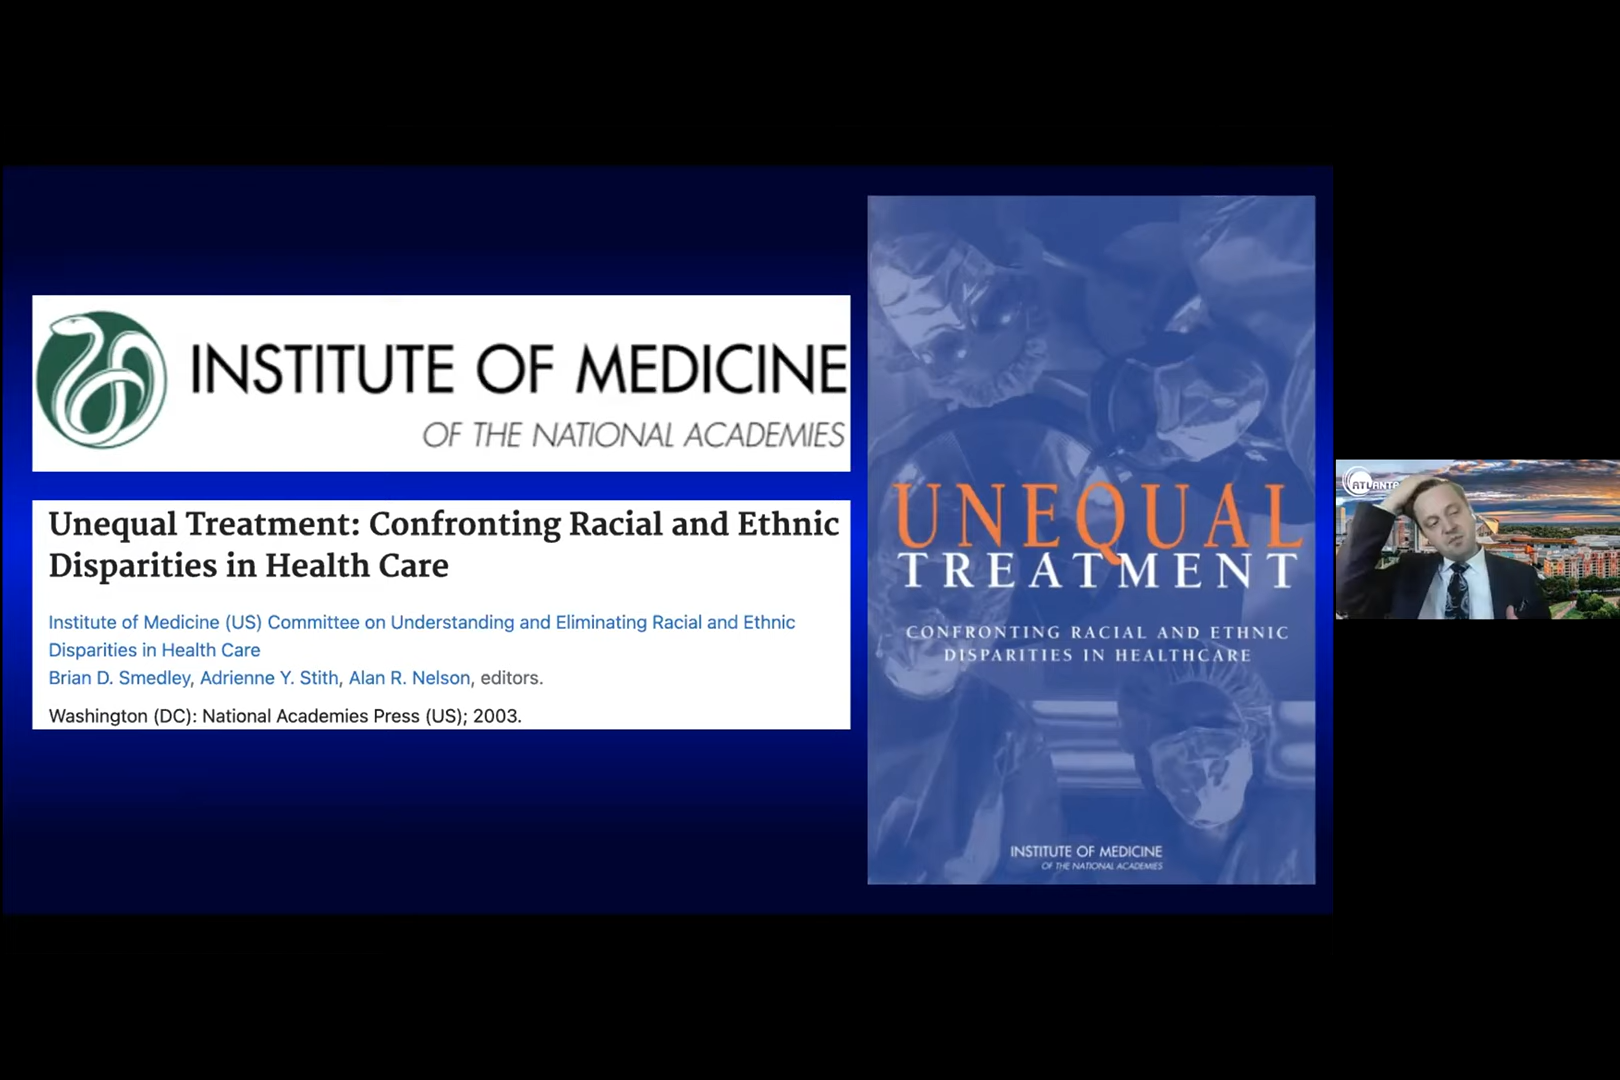 INSTITUTE OF MEDICINE
OF THE NATIONAL ACADEMIES
Unequal Treatment: Confronting Racial and Ethnic
Disparities in Health Care
Institute of Medicine (US) Committee on Understanding and Eliminating Racial and Ethnic
Disparities in Health Care
Brian D. Smedley, Adrienne Y. Stith, Alan R. Nelson, editors.
Washington (DC): National Academies Press (US); 2003.
UNEQUAL
TREATMENT
CONFRONTING RACIAL AND ETHNIC
DISPARITIES IN HEALTHCARE
INSTITUTE OF MEDICINE
OF THE NATIONAL ACADEMIES